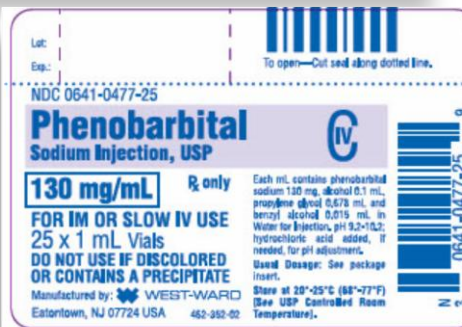 Lot:
Exp.:
To open—Cut seal along dotted line.
NDC 0641-0477-25
Phenobarbital
Sodium Injection, USP
CIV
130 mg/mL
Rx only
FOR IM OR SLOW IV USE
25 x 1 mL Vials
DO NOT USE IF DISCOLORED
OR CONTAINS A PRECIPITATE
Manufactured by: WEST-WARD
Eatontown, NJ 07724 USA
462-352-02
Each mL contains phenobarbital
sodium 130 mg, alcohol 0.1 mL,
propylene glycol 0.678 mL and
benzyl alcohol 0.015 mL in
Water for Injection. pH 9.2-10.2;
hydrochloric acid added, if
needed, for pH adjustment.
Usual Dosage: See package
insert.
Store at 20°-25°C (68°-77°F)
[See USP Controlled Room
Temperature].
N
3
0641-0477-25